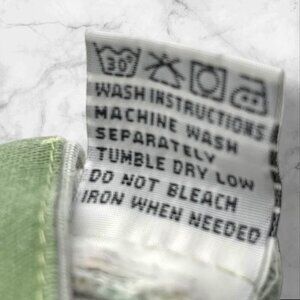 30°
WASH INSTRUCTIONS
MACHINE WASH
SEPARATELY
TUMBLE DRY LOW
DO NOT BLEACH
IRON WHEN NEEDED